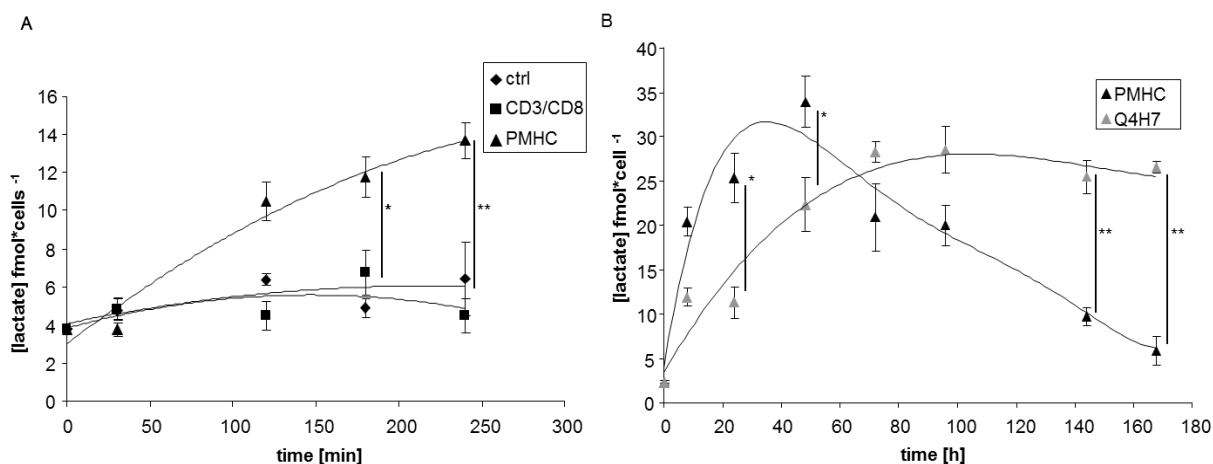 A
[lactate] fmol*cells ⁻¹
16
14
12
10
8
6
4
2
0
0 50 100 150 200 250 300
time [min]
ctrl
CD3/CD8
PMHC
*
**
B
[lactate] fmol*cell ⁻¹
40
35
30
25
20
15
10
5
0
0 20 40 60 80 100 120 140 160 180
time [h]
PMHC
Q4H7
*
*
**
**